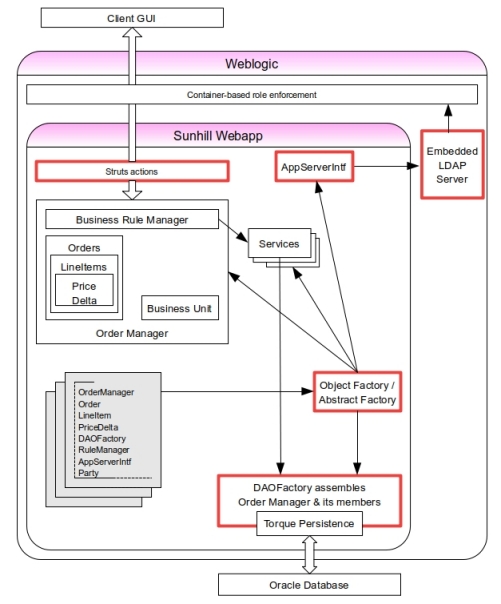 Client GUI
Weblogic
Container-based role enforcement
Sunhill Webapp
Struts actions
AppServerIntf
Embedded
LDAP
Server
Business Rule Manager
Services
Orders
LineItems
Price
Delta
Business Unit
Order Manager
Object Factory /
Abstract Factory
OrderManager
Order
LineItem
PriceDelta
DAOFactory
RuleManager
AppServerIntf
Party
DAOFactory assembles
Order Manager & its members
Torque Persistence
Oracle Database